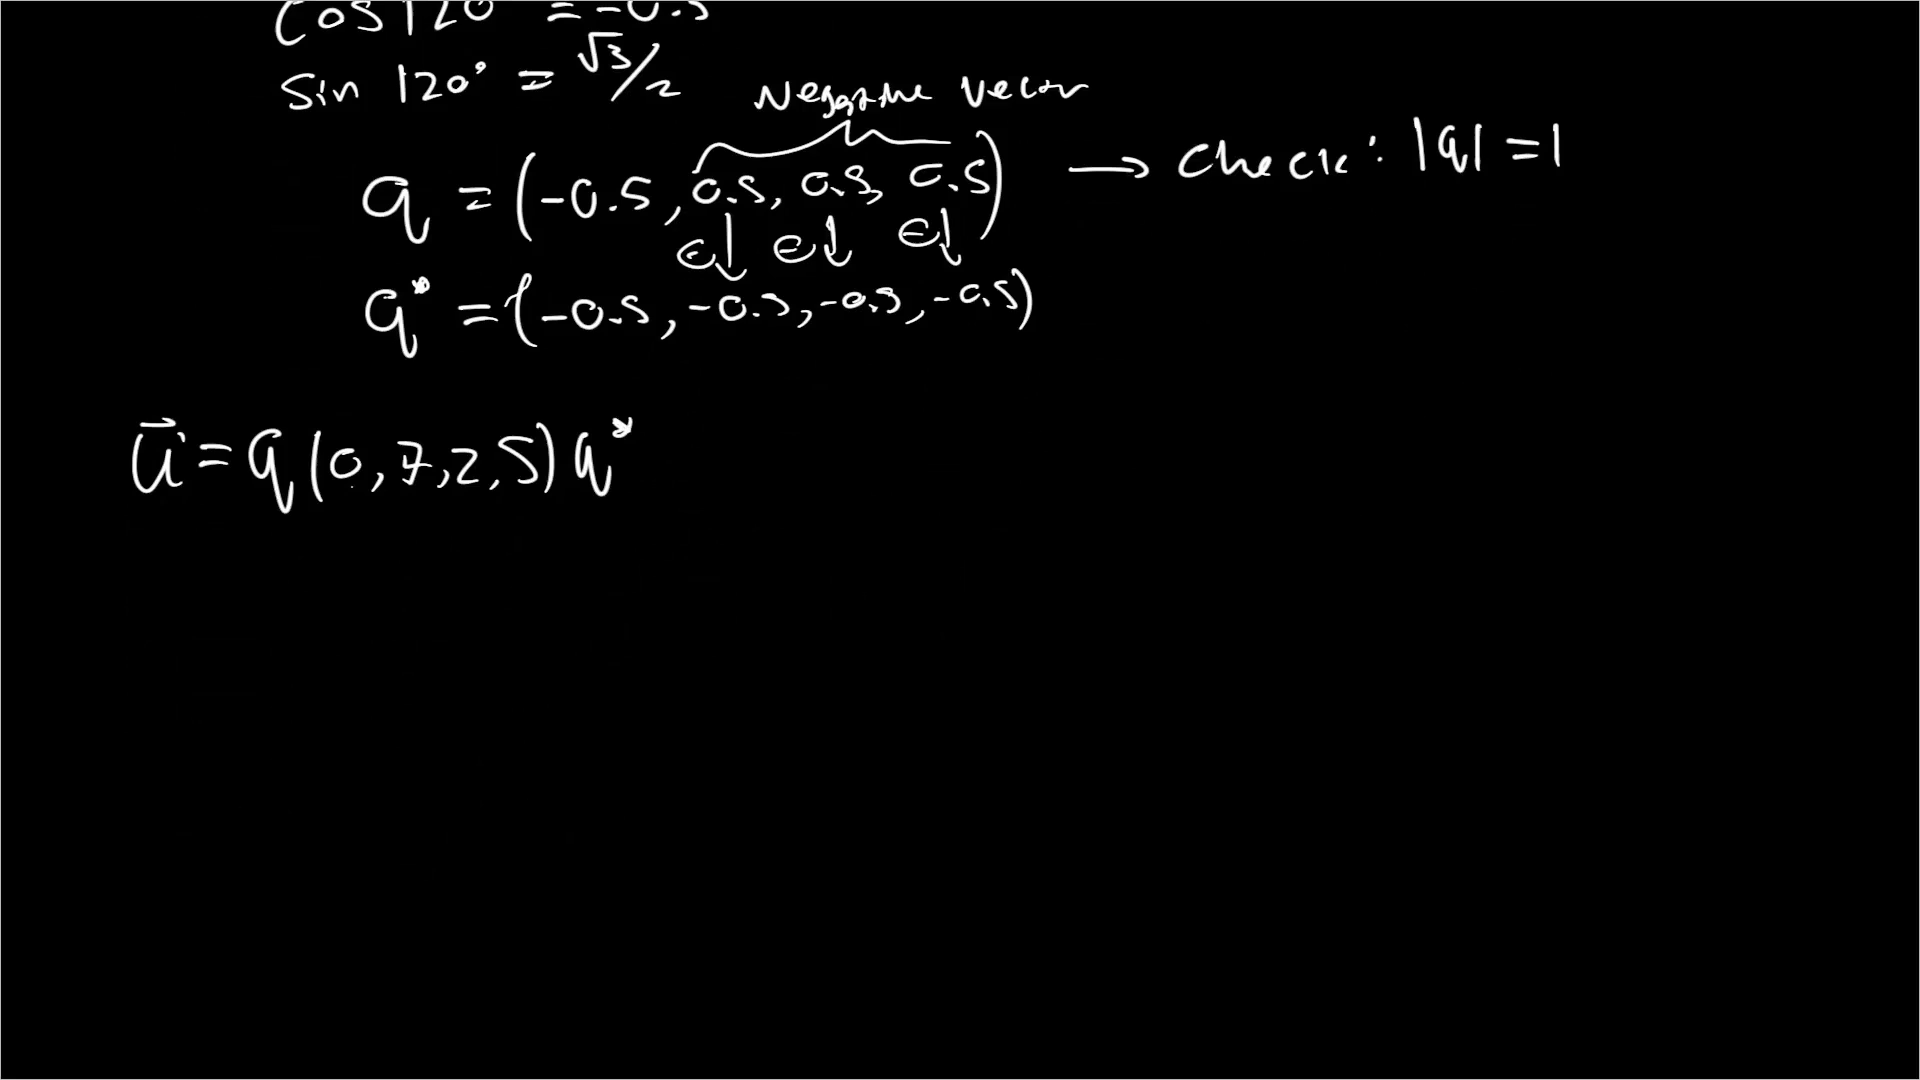 cos 120° = -0.5
sin 120° = √3/2
Negative vector
q = (-0.5, 0.5, 0.5, 0.5) → check: |q| = 1
⊖↓ ⊖↓ ⊖↓
q* = (-0.5, -0.5, -0.5, -0.5)
u⃗ = q(0, 7, 2, 5) q*